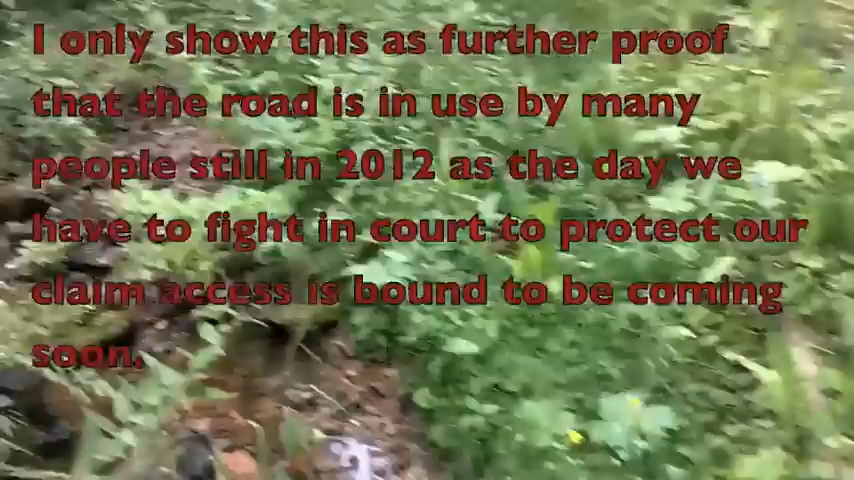 I only show this as further proof
that the road is in use by many
people still in 2012 as the day we
have to fight in court to protect our
claim access is bound to be coming
soon.